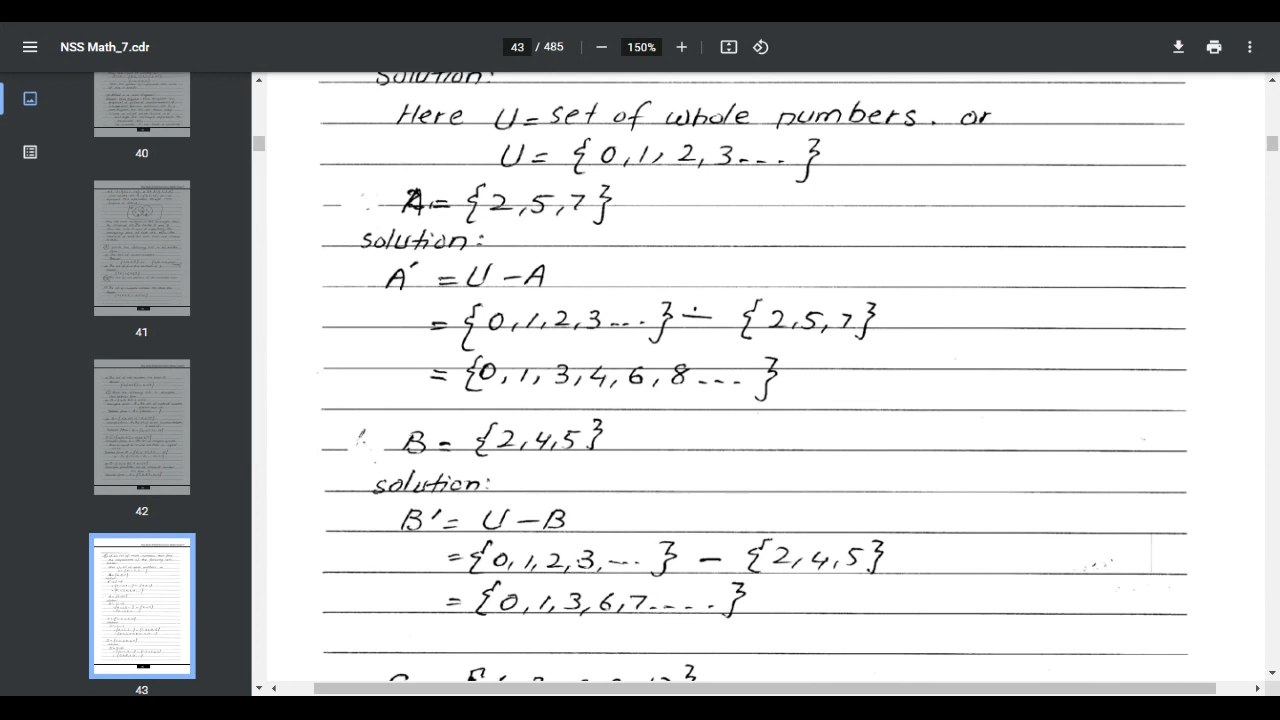 NSS Math_7.cdr
43 / 485
150%
40
41
42
43
Solution:
Here U = set of whole numbers. or
U = {0, 1, 2, 3....}
A = {2, 5, 7}
solution:
A′ = U - A
= {0, 1, 2, 3....} ∸ {2, 5, 7}
= {0, 1, 3, 4, 6, 8....}
B = {2, 4, 5}
solution:
B′ = U - B
= {0, 1, 2, 3, ....} - {2, 4, 5}
= {0, 1, 3, 6, 7.....}